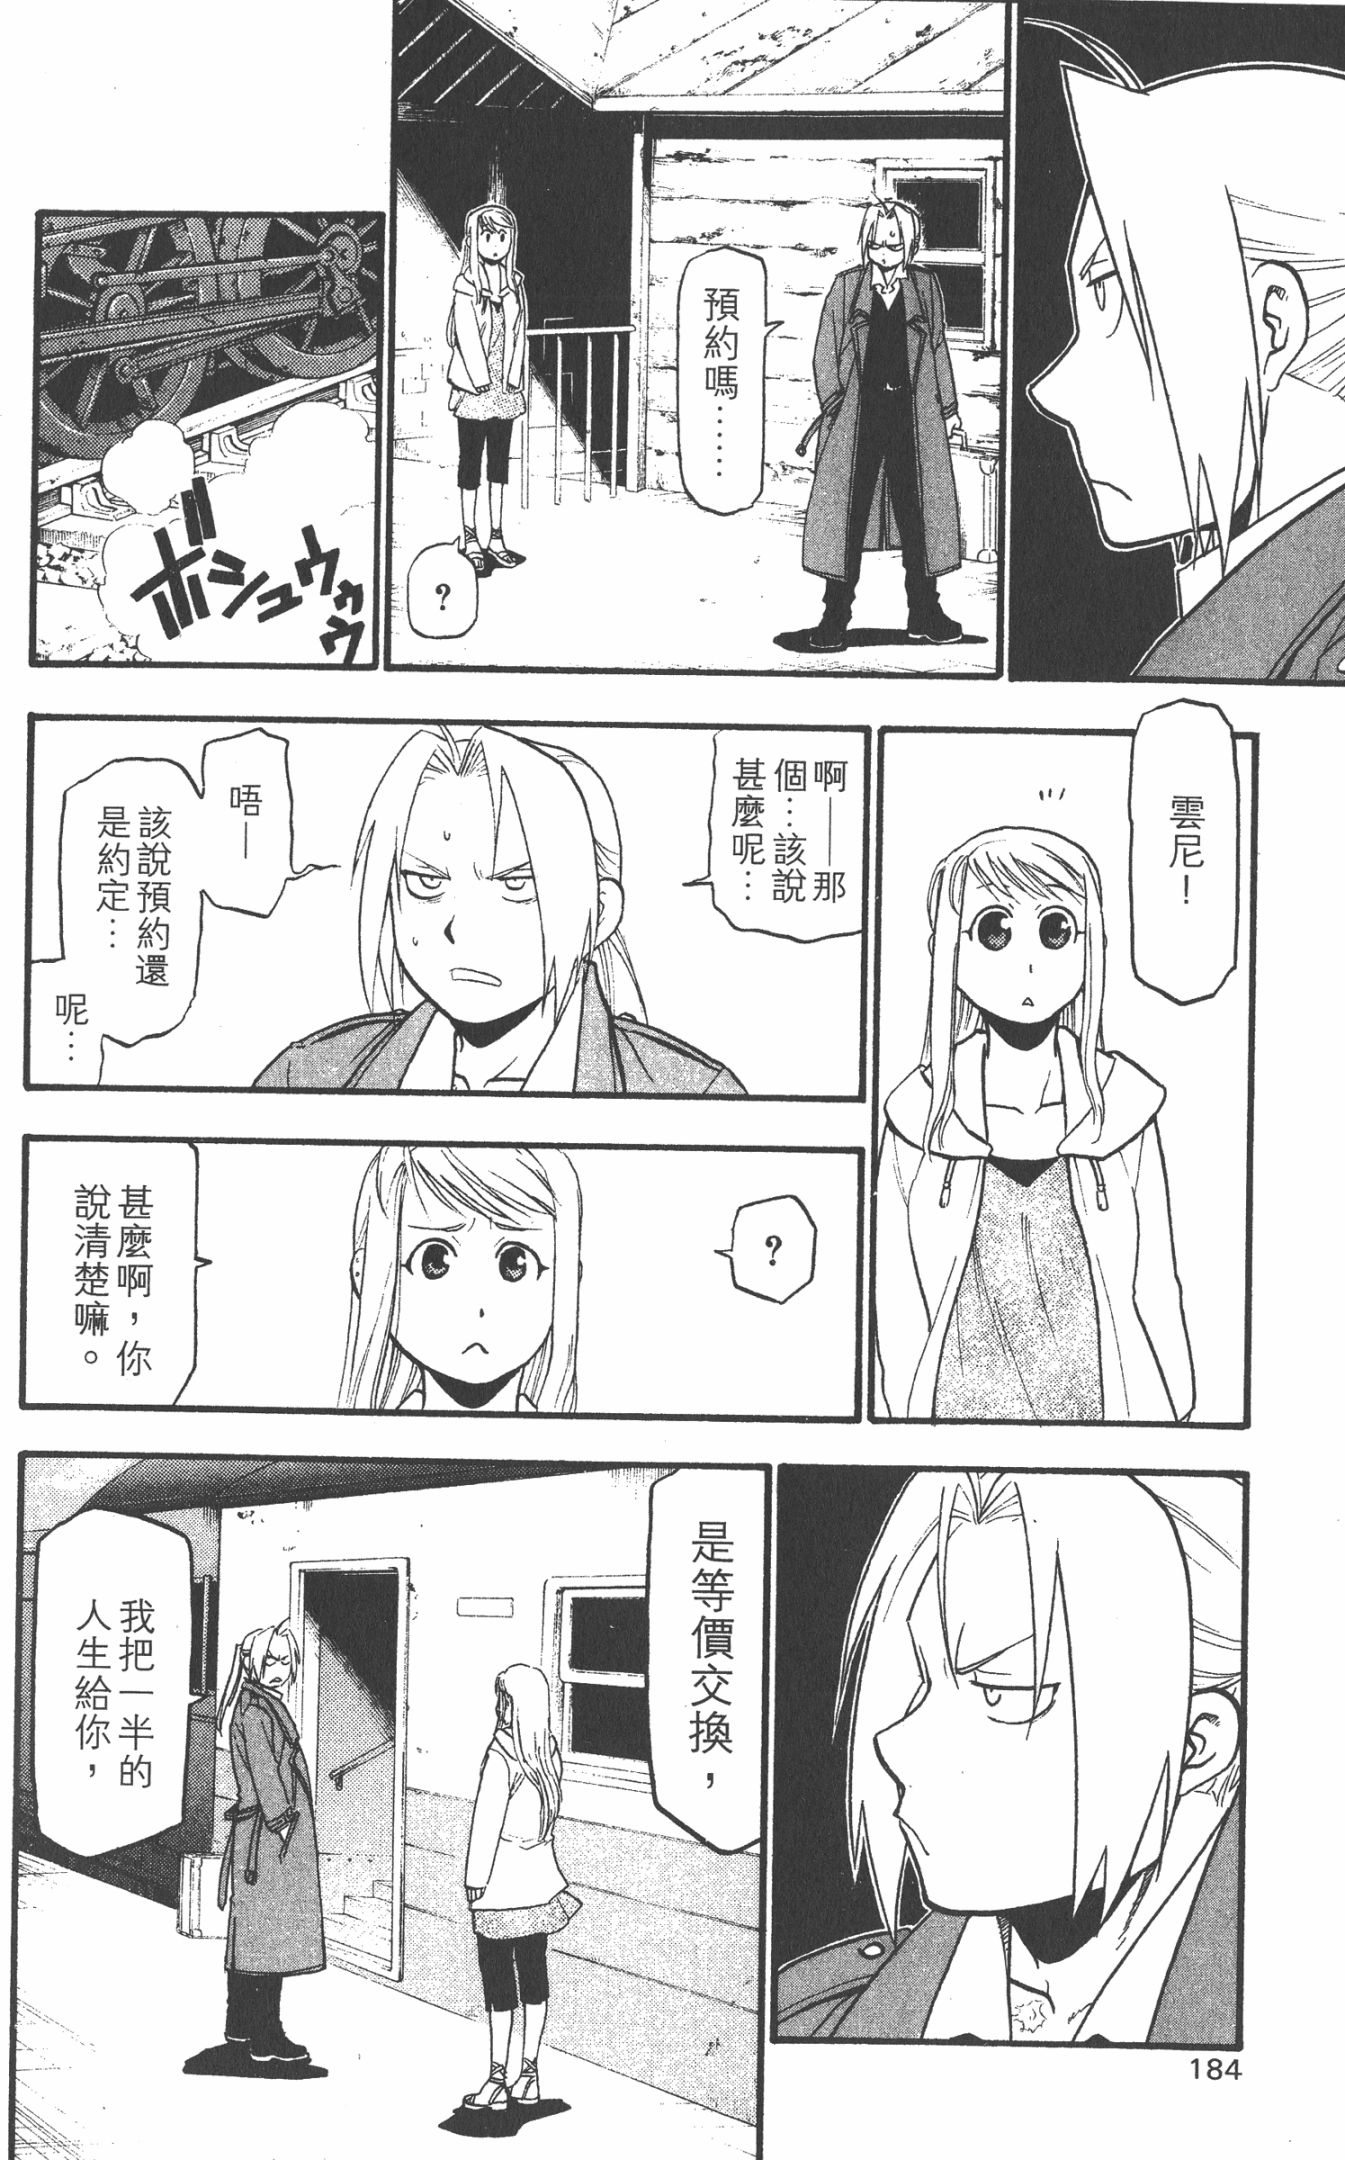 預約嗎……
？
ボシュウゥゥ
雲尼！
啊——那
個…該說
甚麼呢…
唔—
該說預約還
是約定…
呢…
？
甚麼啊，你
說清楚嘛。
是等價交換，
我把一半的
人生給你，
184